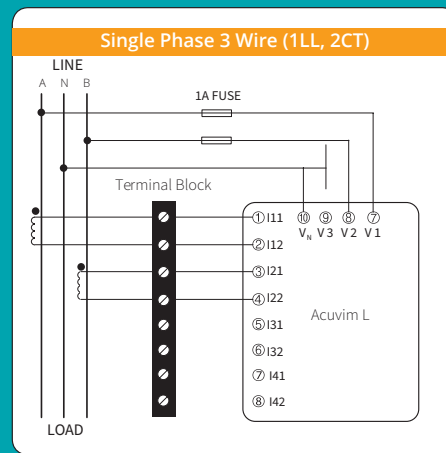 Single Phase 3 Wire (1LL, 2CT)
LINE
A N B
1A FUSE
Terminal Block
① I11 ⑩ ⑨ ⑧ ⑦
VN V3 V2 V1
② I12
③ I21
④ I22
Acuvim L
⑤ I31
⑥ I32
⑦ I41
⑧ I42
LOAD